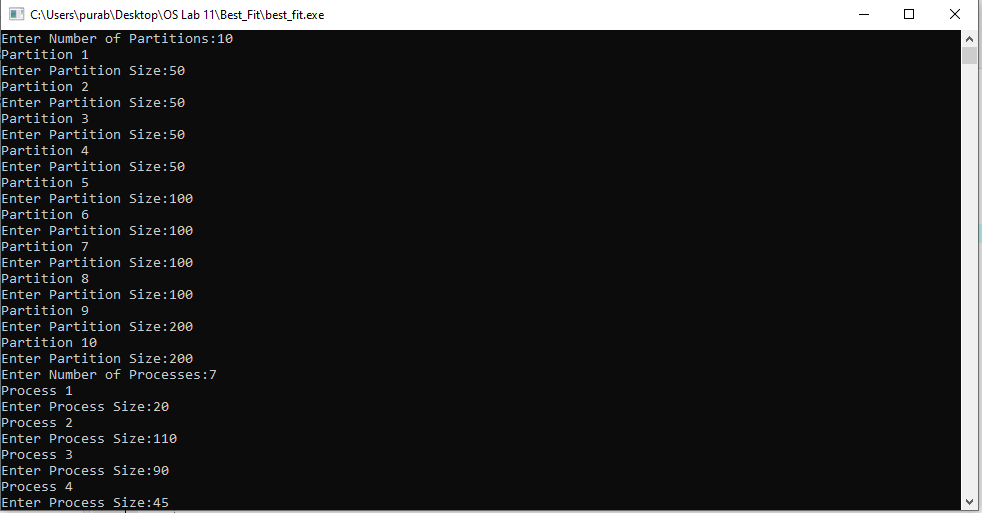 C:\Users\purab\Desktop\OS Lab 11\Best_Fit\best_fit.exe
Enter Number of Partitions:10
Partition 1
Enter Partition Size:50
Partition 2
Enter Partition Size:50
Partition 3
Enter Partition Size:50
Partition 4
Enter Partition Size:50
Partition 5
Enter Partition Size:100
Partition 6
Enter Partition Size:100
Partition 7
Enter Partition Size:100
Partition 8
Enter Partition Size:100
Partition 9
Enter Partition Size:200
Partition 10
Enter Partition Size:200
Enter Number of Processes:7
Process 1
Enter Process Size:20
Process 2
Enter Process Size:110
Process 3
Enter Process Size:90
Process 4
Enter Process Size:45